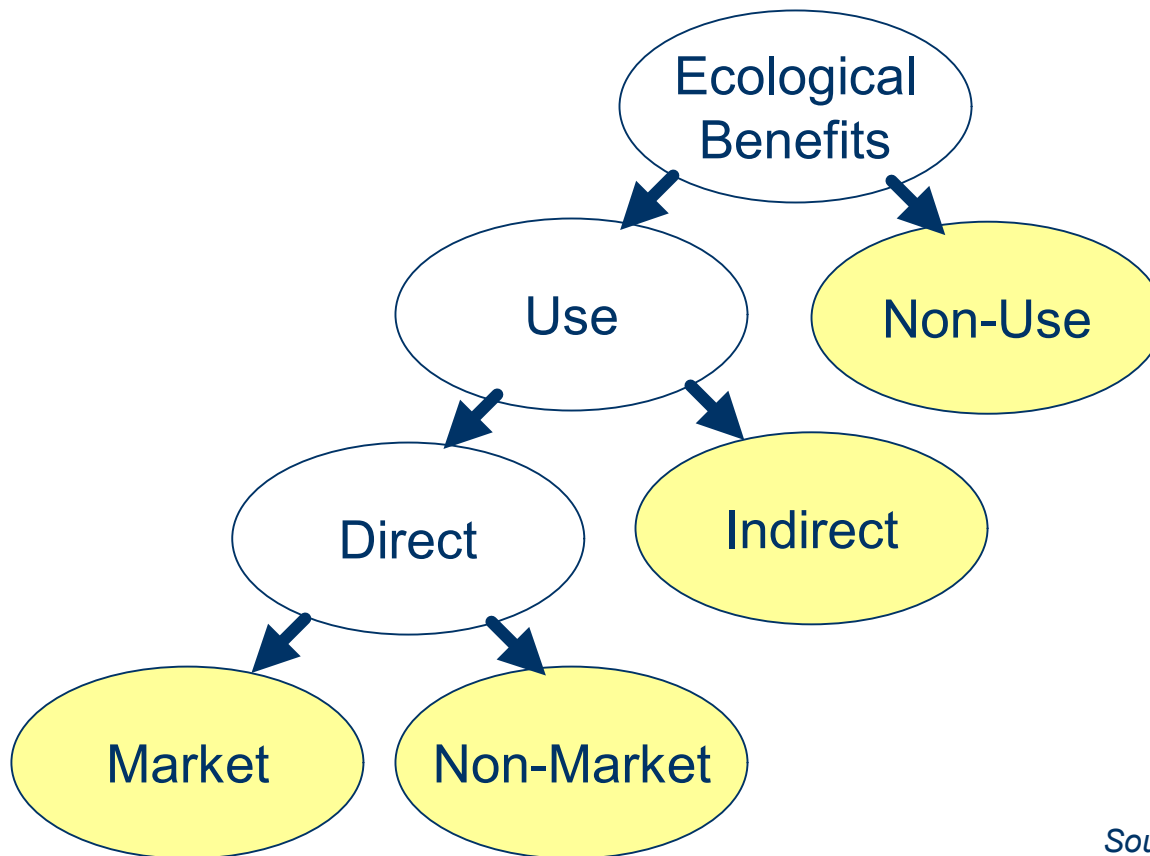 Ecological
Benefits
Use
Non-Use
Direct
Indirect
Market
Non-Market